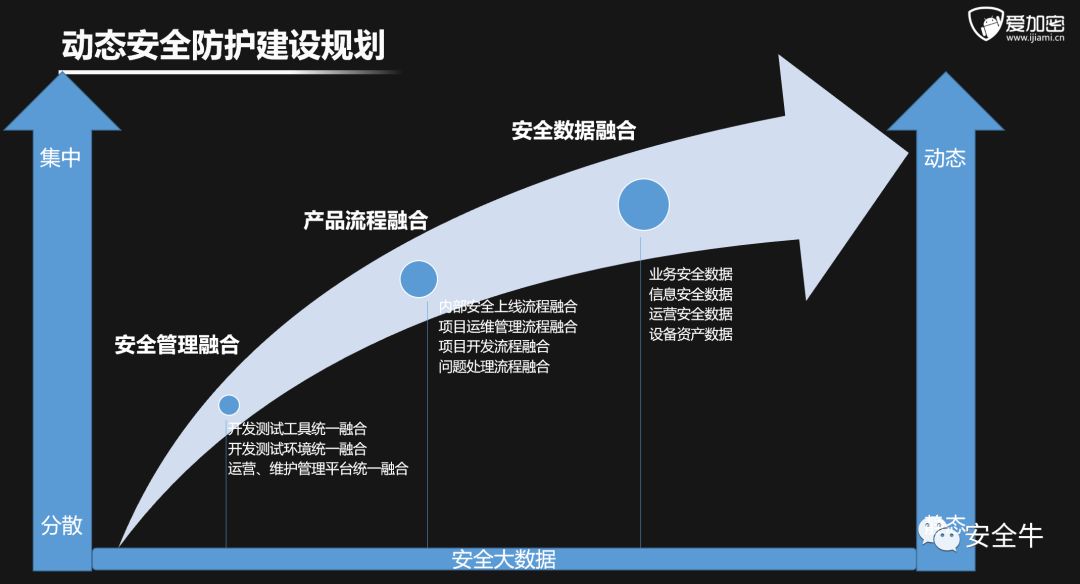 动态安全防护建设规划
爱加密
www.ijiami.cn
集中
动态
安全数据融合
产品流程融合
业务安全数据
信息安全数据
运营安全数据
设备资产数据
内部安全上线流程融合
项目运维管理流程融合
项目开发流程融合
问题处理流程融合
安全管理融合
开发测试工具统一融合
开发测试环境统一融合
运营、维护管理平台统一融合
分散
安全牛
安全大数据